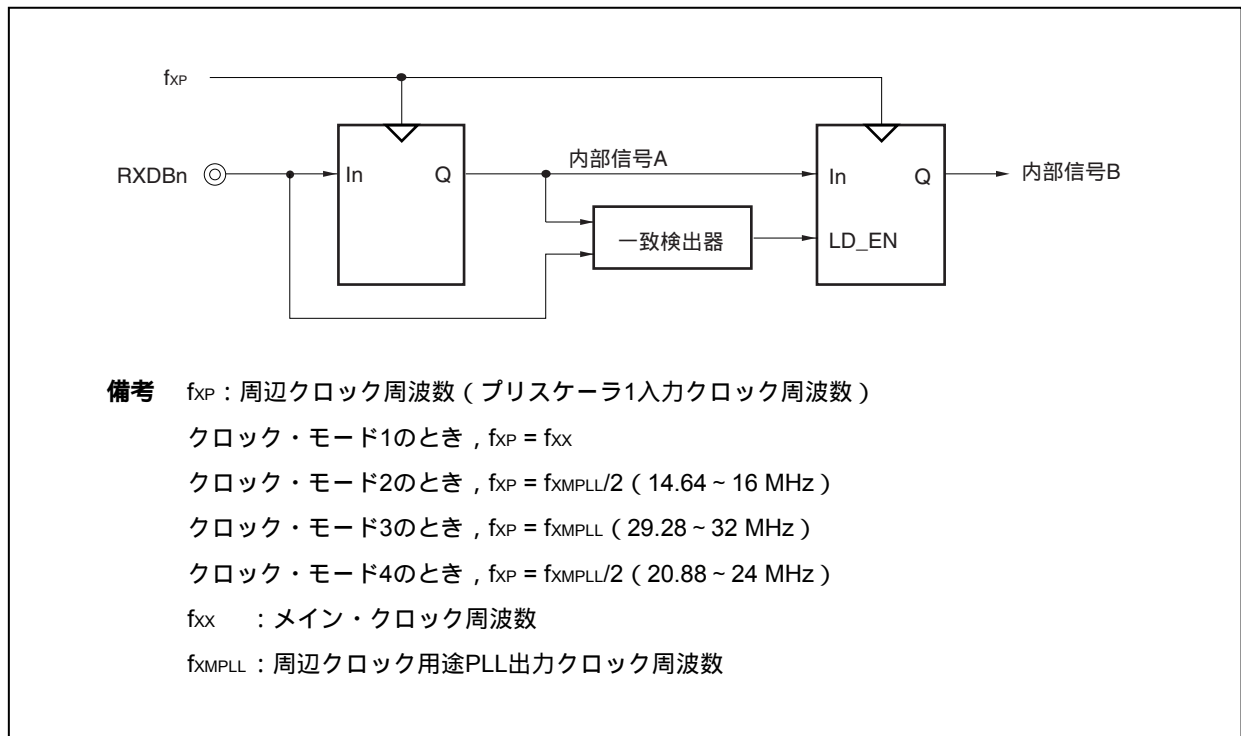 fXP
RXDBn
In
Q
内部信号A
一致検出器
In
Q
LD_EN
内部信号B
備考 fXP：周辺クロック周波数（プリスケーラ1入力クロック周波数）
クロック・モード1のとき，fXP = fXX
クロック・モード2のとき，fXP = fXMPLL/2（14.64 ~ 16 MHz）
クロック・モード3のとき，fXP = fXMPLL（29.28 ~ 32 MHz）
クロック・モード4のとき，fXP = fXMPLL/2（20.88 ~ 24 MHz）
fXX ：メイン・クロック周波数
fXMPLL：周辺クロック用途PLL出力クロック周波数